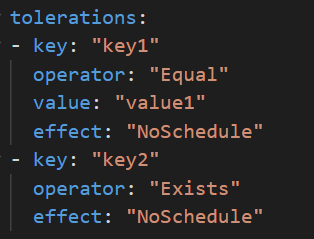 tolerations:
- key: "key1"
  operator: "Equal"
  value: "value1"
  effect: "NoSchedule"
- key: "key2"
  operator: "Exists"
  effect: "NoSchedule"